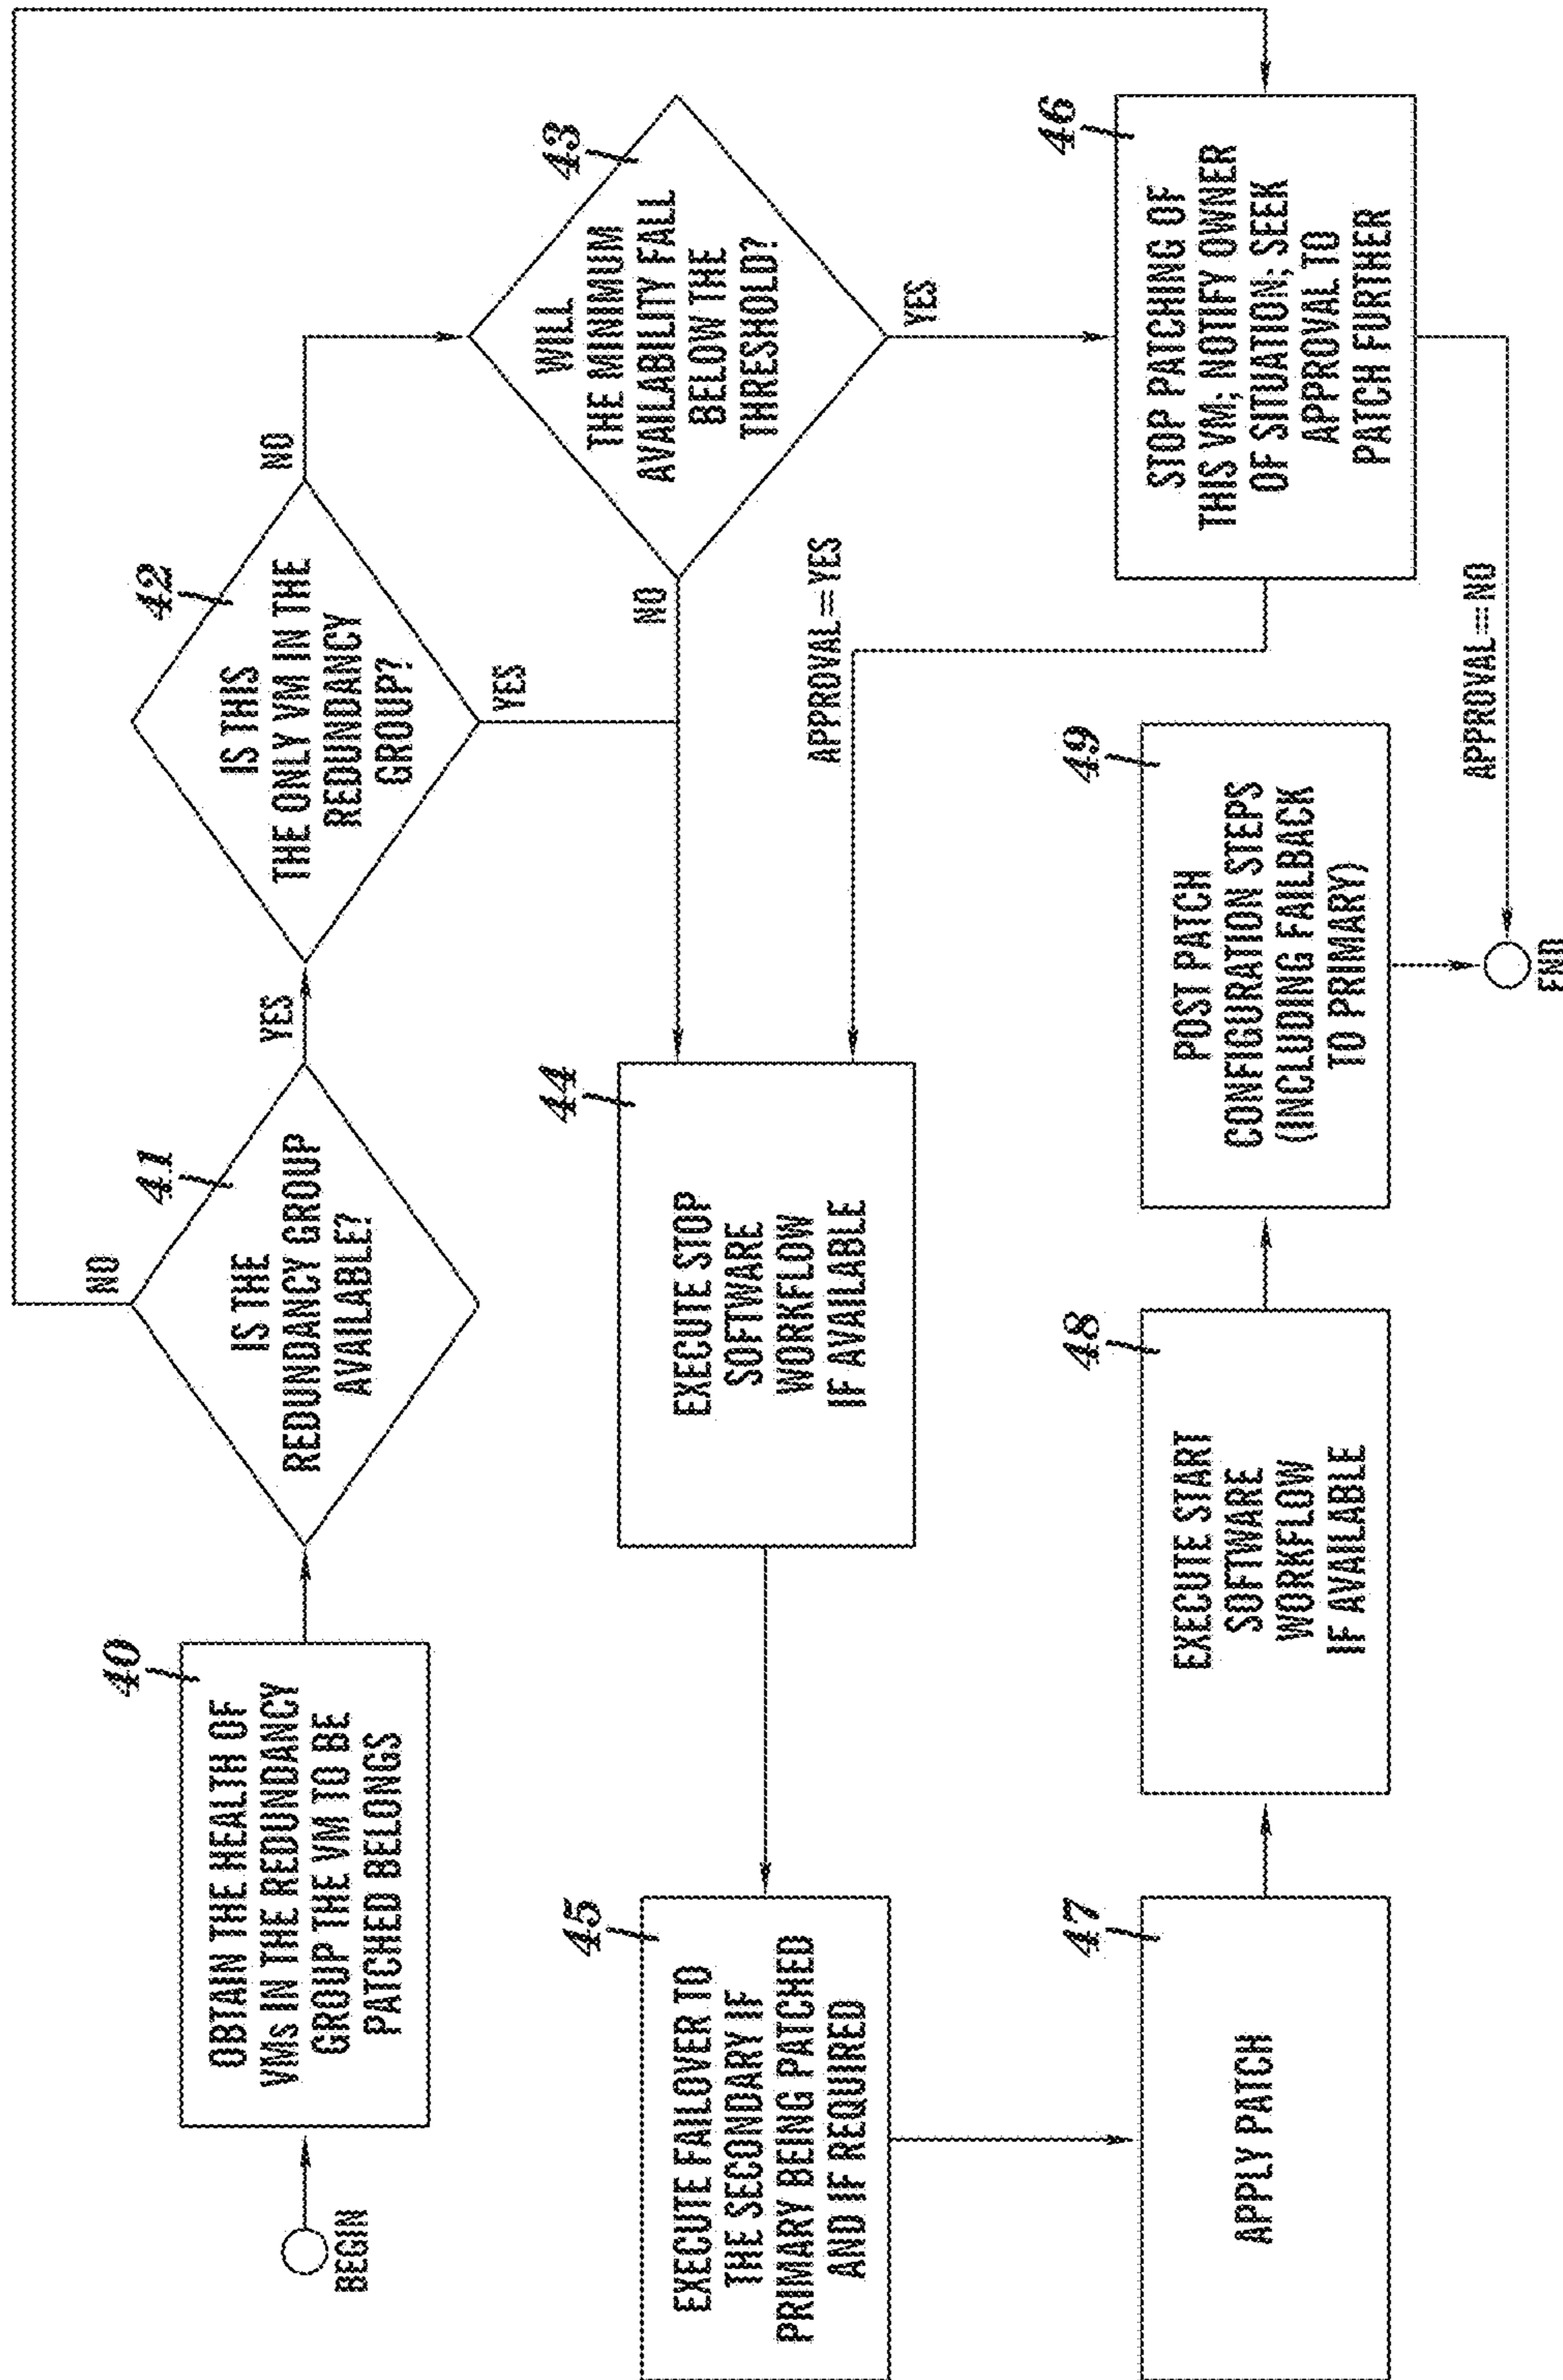 BEGIN
40
OBTAIN THE HEALTH OF
VMs IN THE REDUNDANCY
GROUP THE VM TO BE
PATCHED BELONGS
41
IS THE
REDUNDANCY GROUP
AVAILABLE?
NO
YES
42
IS THIS
THE ONLY VM IN THE
REDUNDANCY
GROUP?
NO
YES
43
WILL
THE MINIMUM
AVAILABILITY FALL
BELOW THE
THRESHOLD?
NO
YES
44
EXECUTE STOP
SOFTWARE
WORKFLOW
IF AVAILABLE
APPROVAL==YES
45
EXECUTE FAILOVER TO
THE SECONDARY IF
PRIMARY BEING PATCHED
AND IF REQUIRED
46
STOP PATCHING OF
THIS VM; NOTIFY OWNER
OF SITUATION; SEEK
APPROVAL TO
PATCH FURTHER
47
APPLY PATCH
48
EXECUTE START
SOFTWARE
WORKFLOW
IF AVAILABLE
49
POST PATCH
CONFIGURATION STEPS
(INCLUDING FAILBACK
TO PRIMARY)
APPROVAL==NO
END